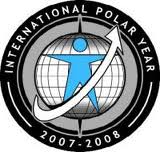 INTERNATIONAL POLAR YEAR
2007-2008